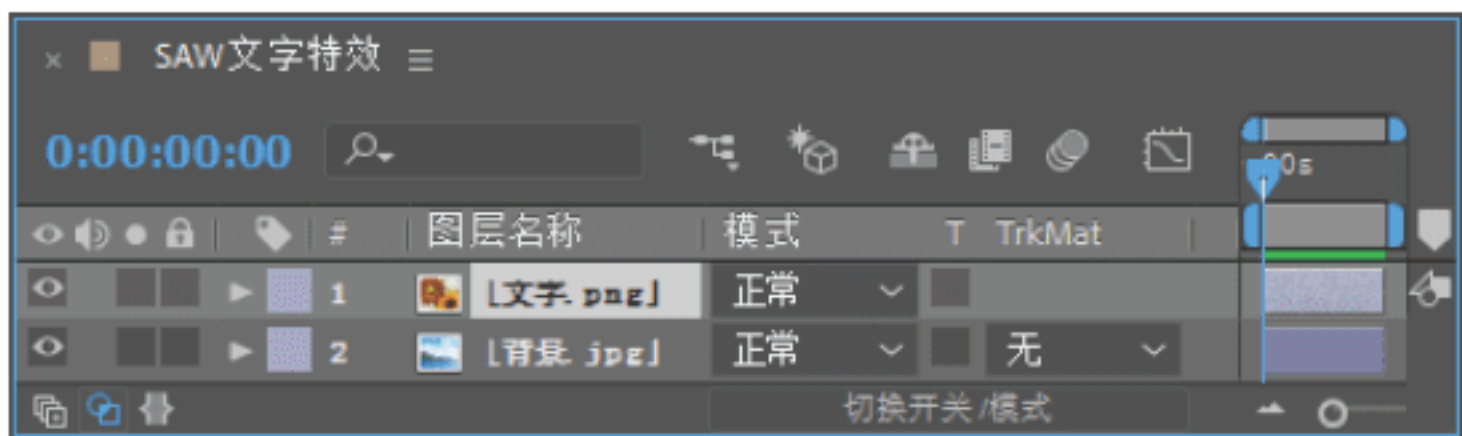 SAW文字特效
0:00:00:00
00s
# 图层名称 模式 T TrkMat
1 [文字.png] 正常
2 [背景.jpg] 正常 无
切换开关/模式